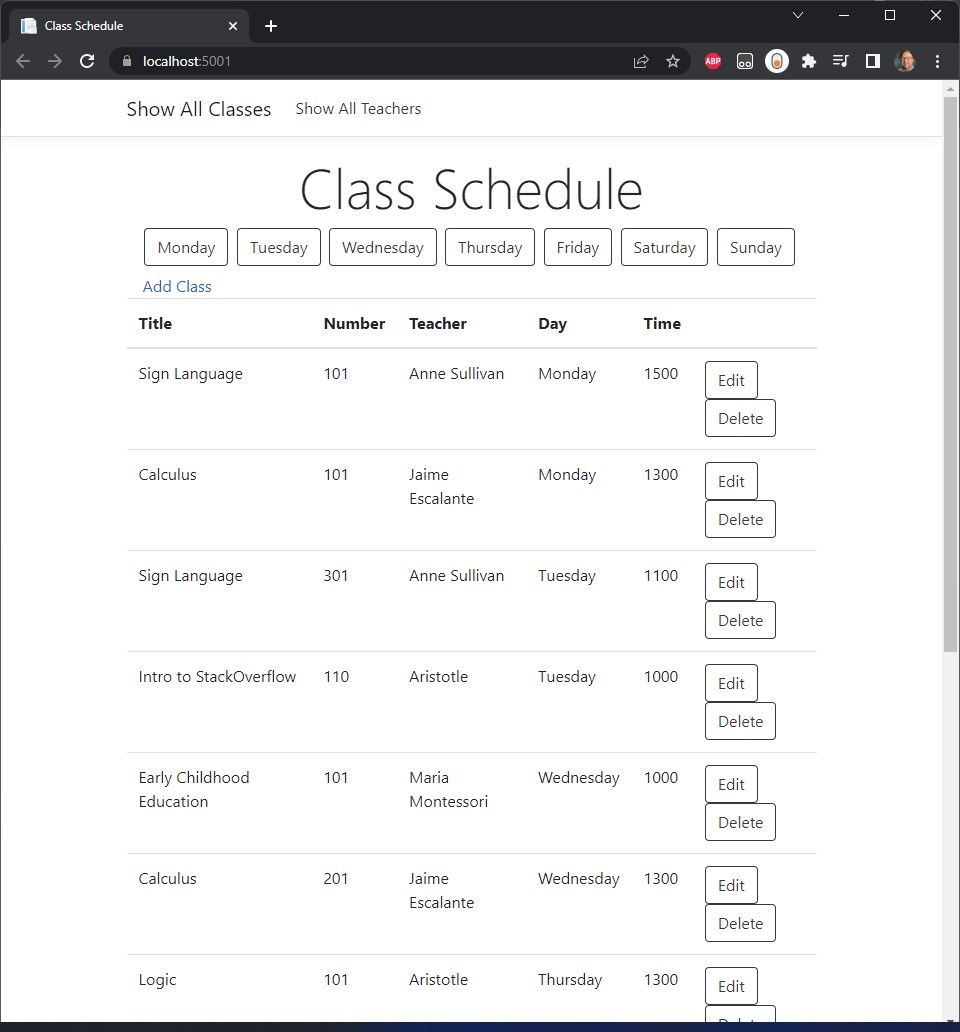 Class Schedule
localhost:5001
ABP
Show All Classes Show All Teachers
Class Schedule
Monday Tuesday Wednesday Thursday Friday Saturday Sunday
Add Class
Title Number Teacher Day Time
Sign Language 101 Anne Sullivan Monday 1500 Edit
Delete
Calculus 101 Jaime Monday 1300 Edit
Escalante
Delete
Sign Language 301 Anne Sullivan Tuesday 1100 Edit
Delete
Intro to StackOverflow 110 Aristotle Tuesday 1000 Edit
Delete
Early Childhood 101 Maria Wednesday 1000 Edit
Education Montessori
Delete
Calculus 201 Jaime Wednesday 1300 Edit
Escalante
Delete
Logic 101 Aristotle Thursday 1300 Edit